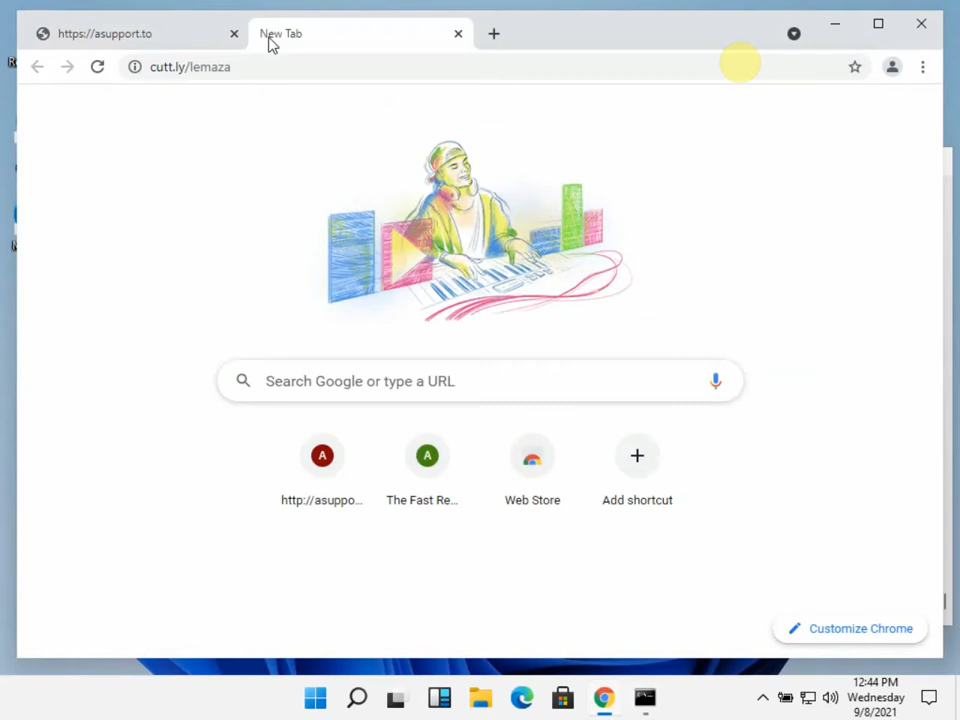 https://asupport.to
New Tab
cutt.ly/lemaza
Search Google or type a URL
A
A
http://asuppo...
The Fast Re...
Web Store
Add shortcut
Customize Chrome
12:44 PM
Wednesday
9/8/2021